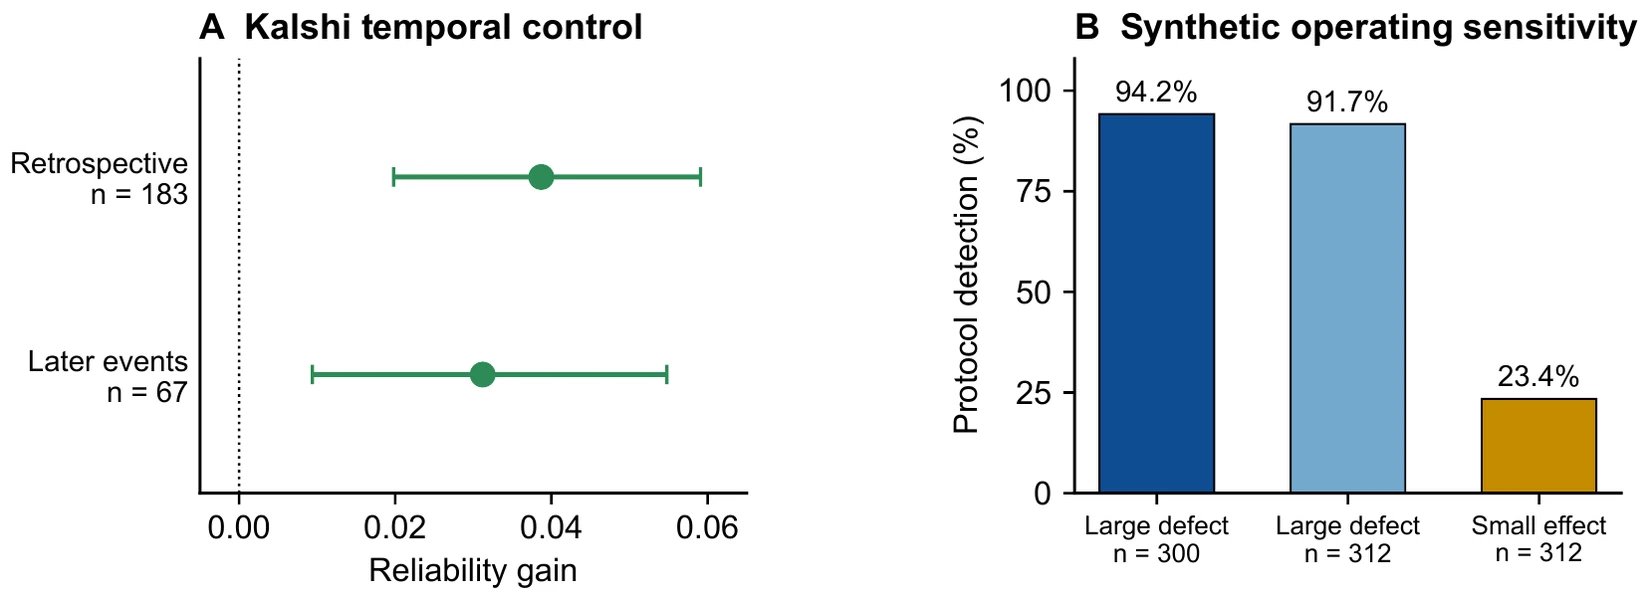 A Kalshi temporal control
Retrospective
n = 183
Later events
n = 67
0.00 0.02 0.04 0.06
Reliability gain
B Synthetic operating sensitivity
Protocol detection (%)
100
75
50
25
0
94.2%
91.7%
23.4%
Large defect
n = 300
Large defect
n = 312
Small effect
n = 312